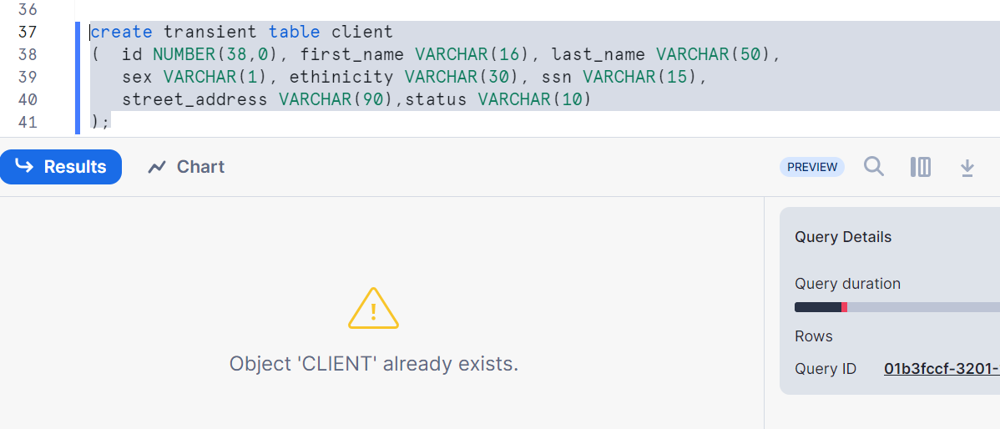 36
37 create transient table client
38 (  id NUMBER(38,0), first_name VARCHAR(16), last_name VARCHAR(50),
39 sex VARCHAR(1), ethinicity VARCHAR(30), ssn VARCHAR(15),
40 street_address VARCHAR(90),status VARCHAR(10)
41 );
Results Chart PREVIEW
Query Details
Query duration
Rows
Object 'CLIENT' already exists.
Query ID 01b3fccf-3201-